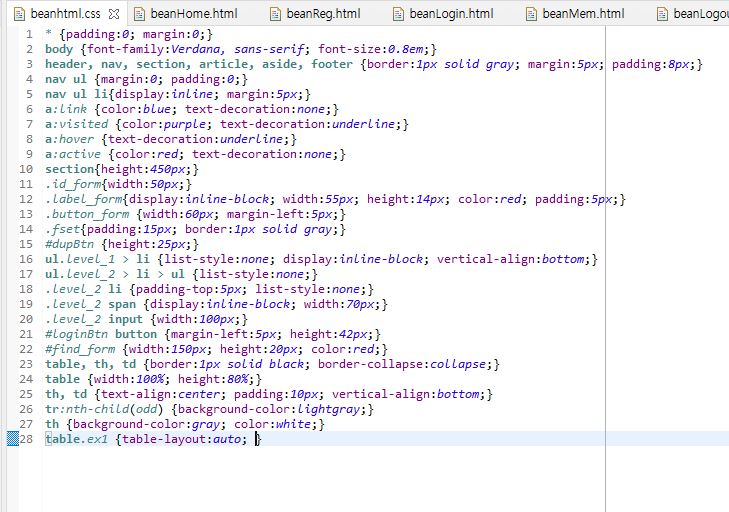 beanhtml.css beanHome.html beanReg.html beanLogin.html beanMem.html beanLogou
1 * {padding:0; margin:0;}
2 body {font-family:Verdana, sans-serif; font-size:0.8em;}
3 header, nav, section, article, aside, footer {border:1px solid gray; margin:5px; padding:8px;}
4 nav ul {margin:0; padding:0;}
5 nav ul li{display:inline; margin:5px;}
6 a:link {color:blue; text-decoration:none;}
7 a:visited {color:purple; text-decoration:underline;}
8 a:hover {text-decoration:underline;}
9 a:active {color:red; text-decoration:none;}
10 section{height:450px;}
11 .id_form{width:50px;}
12 .label_form{display:inline-block; width:55px; height:14px; color:red; padding:5px;}
13 .button_form {width:60px; margin-left:5px;}
14 .fset{padding:15px; border:1px solid gray;}
15 #dupBtn {height:25px;}
16 ul.level_1 > li {list-style:none; display:inline-block; vertical-align:bottom;}
17 ul.level_2 > li > ul {list-style:none;}
18 .level_2 li {padding-top:5px; list-style:none;}
19 .level_2 span {display:inline-block; width:70px;}
20 .level_2 input {width:100px;}
21 #loginBtn button {margin-left:5px; height:42px;}
22 #find_form {width:150px; height:20px; color:red;}
23 table, th, td {border:1px solid black; border-collapse:collapse;}
24 table {width:100%; height:80%;}
25 th, td {text-align:center; padding:10px; vertical-align:bottom;}
26 tr:nth-child(odd) {background-color:lightgray;}
27 th {background-color:gray; color:white;}
28 table.ex1 {table-layout:auto; }